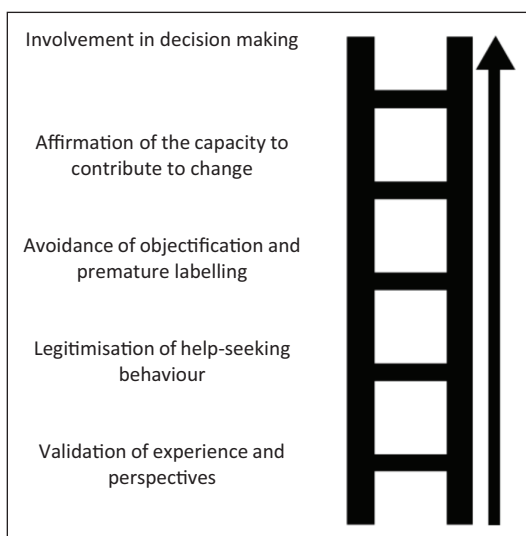 Involvement in decision making
Affirmation of the capacity to
contribute to change
Avoidance of objectification and
premature labelling
Legitimisation of help-seeking
behaviour
Validation of experience and
perspectives